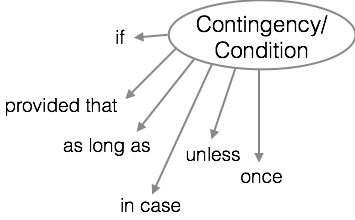 Contingency/
Condition
if
provided that
as long as
unless
once
in case